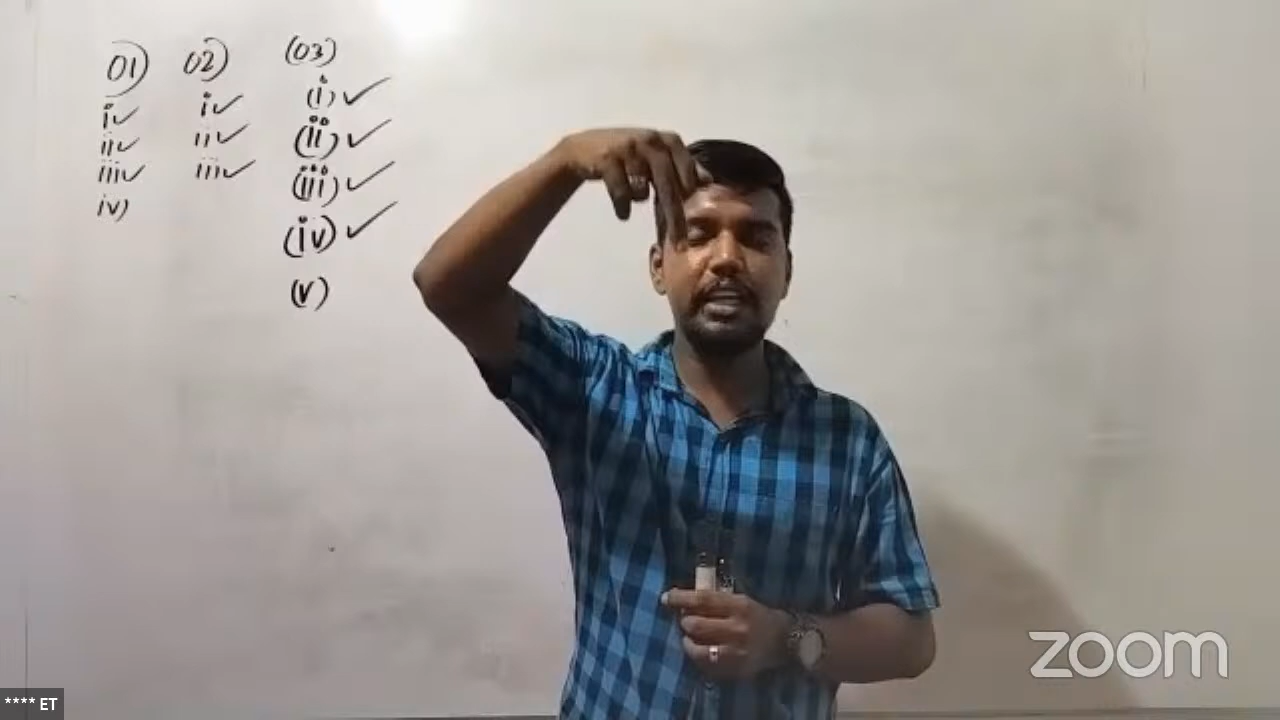 01) 02) (03)
i✓ i✓ (i)✓
ii✓ ii✓ (ii)✓
iii✓ iii✓ (iii)✓
iv) (iv)✓
(v)
zoom
**** ET